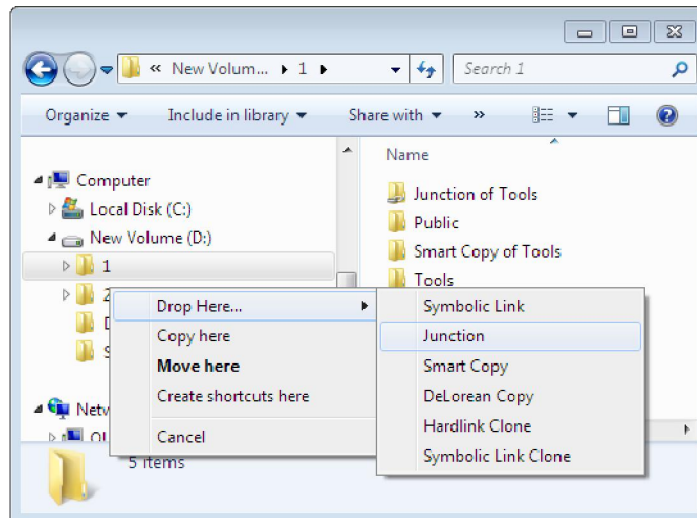 « New Volum... 1
Search 1
Organize Include in library Share with »
Name
Computer
Local Disk (C:)
New Volume (D:)
1
2
D
S
Netw
Junction of Tools
Public
Smart Copy of Tools
Tools
Drop Here...
Copy here
Move here
Create shortcuts here
Cancel
Symbolic Link
Junction
Smart Copy
DeLorean Copy
Hardlink Clone
Symbolic Link Clone
5 items